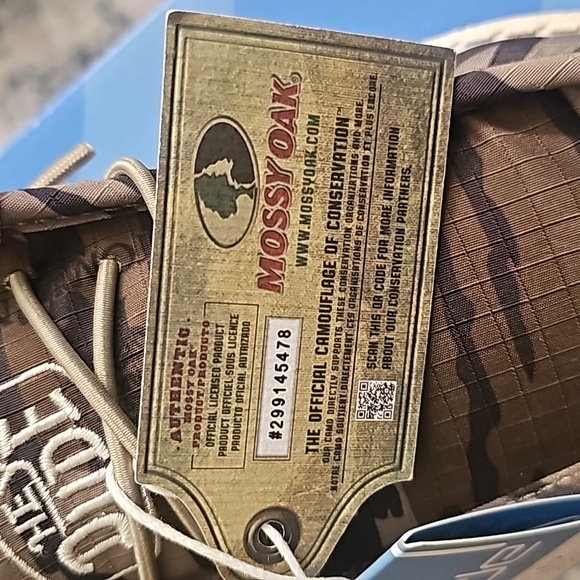 MOSSY OAK®
WWW.MOSSYOAK.COM
AUTHENTIC
MOSSY OAK®
PRODUCT/PRODUCTO
OFFICIAL LICENSED PRODUCT
PRODUIT OFFICIEL SOUS LICENCE
PRODUCTO OFICIAL AUTORIZADO
#299145478
THE OFFICIAL CAMOUFLAGE OF CONSERVATION™
OUR CAMO DIRECTLY SUPPORTS THESE CONSERVATION ORGANIZATIONS AND MORE.
NOTRE CAMO SOUTIENT DIRECTEMENT CES ORGANISATIONS DE CONSERVATION ET PLUS ENCORE.
SCAN THIS QR CODE FOR MORE INFORMATION
ABOUT OUR CONSERVATION PARTNERS.